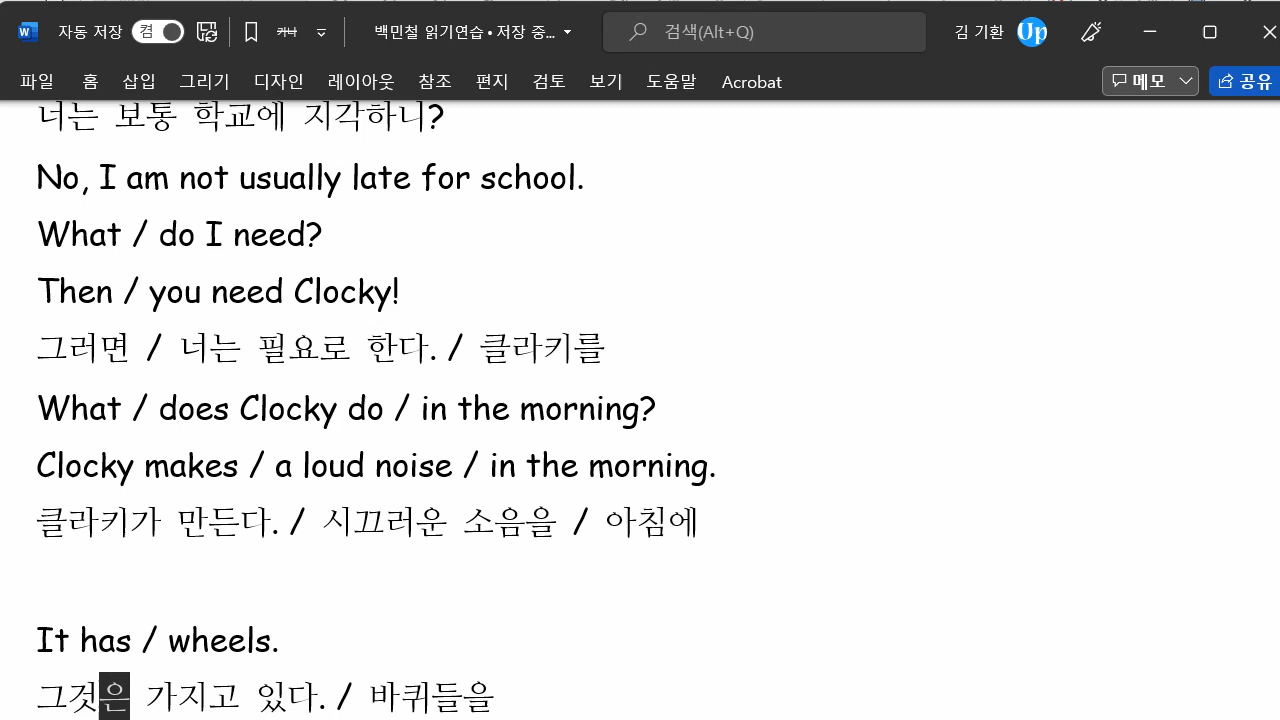 자동 저장 켬 가나 백민철 읽기연습 • 저장 중... 검색(Alt+Q) 김 기환 Up
파일 홈 삽입 그리기 디자인 레이아웃 참조 편지 검토 보기 도움말 Acrobat 메모 공유
너는 보통 학교에 지각하니?
No, I am not usually late for school.
What / do I need?
Then / you need Clocky!
그러면 / 너는 필요로 한다. / 클라키를
What / does Clocky do / in the morning?
Clocky makes / a loud noise / in the morning.
클라키가 만든다. / 시끄러운 소음을 / 아침에
It has / wheels.
그것은 가지고 있다. / 바퀴들을